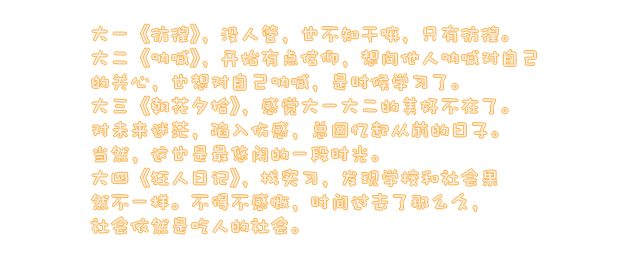 大一《彷徨》，没人管，也不知干嘛，只有彷徨。
大二《呐喊》，开始有点信仰，想向他人呐喊对自己
的关心，也想对自己呐喊，是时候学习了。
大三《朝花夕拾》，感觉大一大二的美好不在了。
对未来迷茫，陷入伤感，总回忆起从前的日子。
当然，这也是最悠闲的一段时光。
大四《狂人日记》，找实习，发现学校和社会果
然不一样。不得不感慨，时间过去了那么久，
社会依然是吃人的社会。